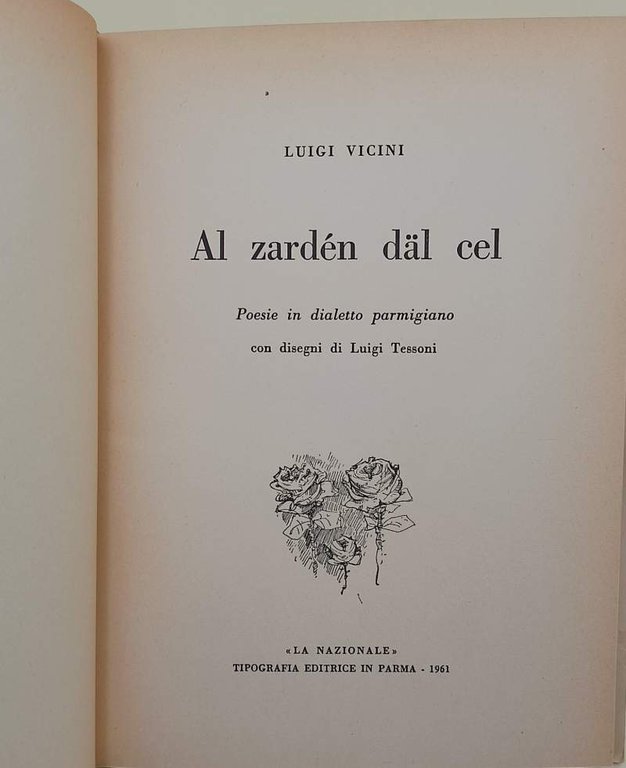 LUIGI VICINI
Al zardén däl cel
Poesie in dialetto parmigiano
con disegni di Luigi Tessoni
«LA NAZIONALE»
TIPOGRAFIA EDITRICE IN PARMA - 1961